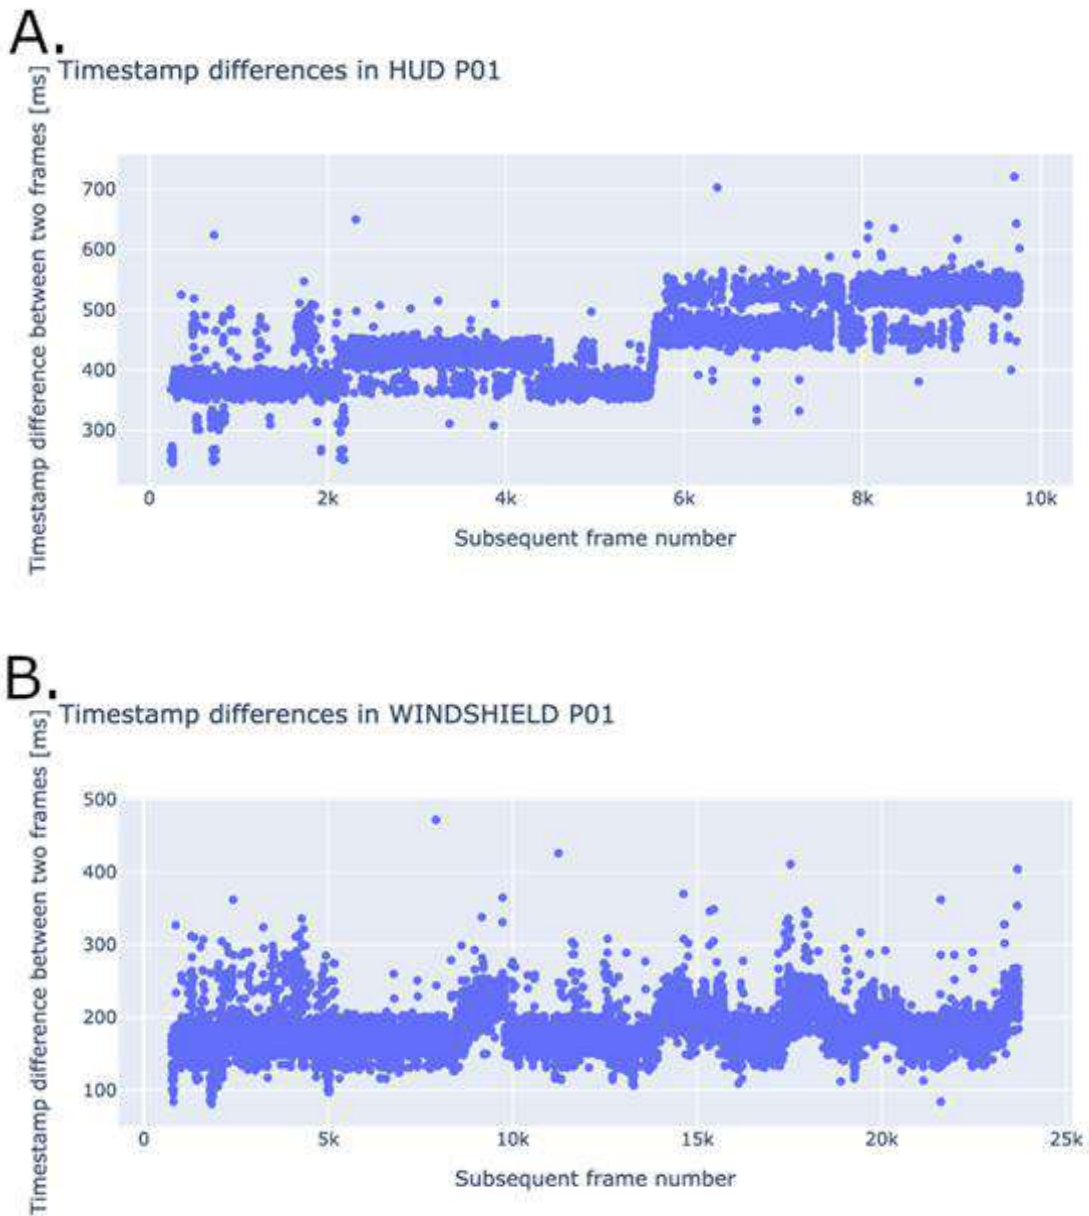 A.
Timestamp differences in HUD P01
Timestamp difference between two frames [ms]
700
600
500
400
300
0 2k 4k 6k 8k 10k
Subsequent frame number
B.
Timestamp differences in WINDSHIELD P01
Timestamp difference between two frames [ms]
500
400
300
200
100
0 5k 10k 15k 20k 25k
Subsequent frame number